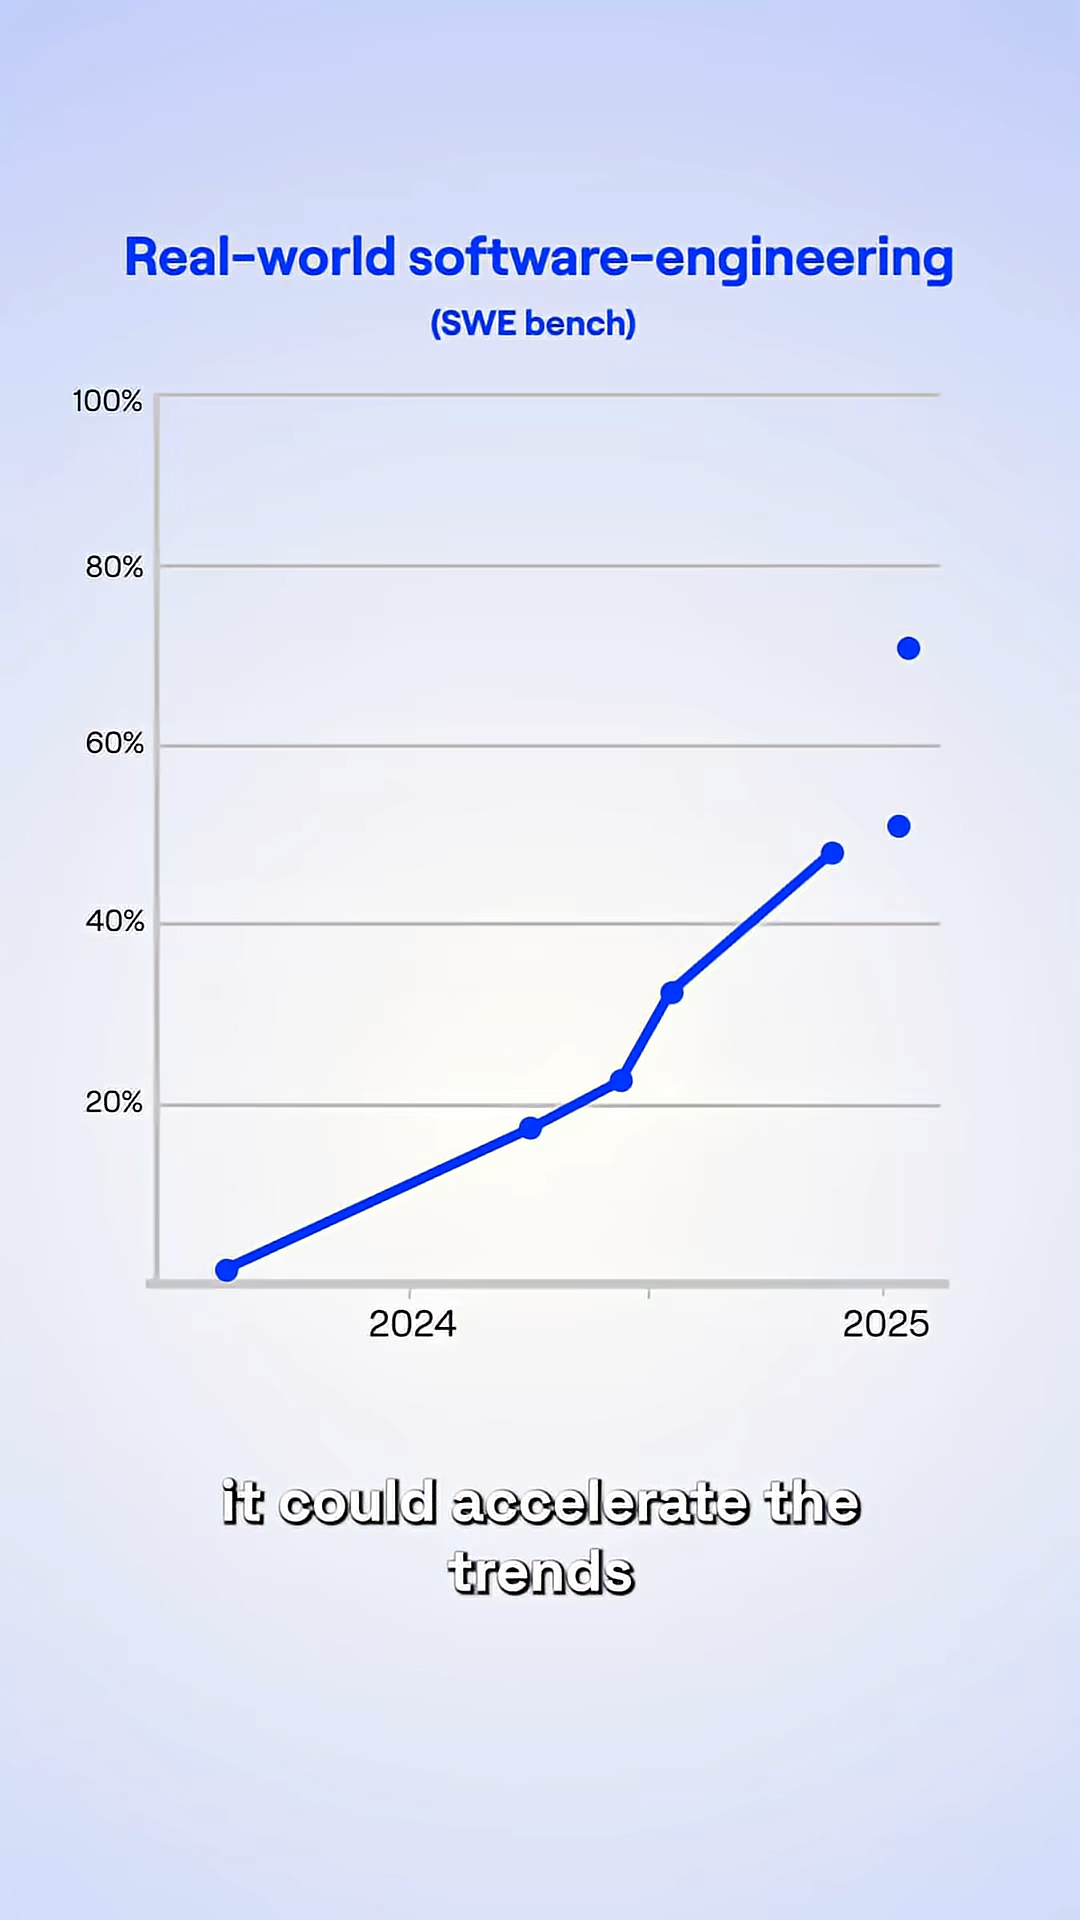 Real-world software-engineering
(SWE bench)
100%
80%
60%
40%
20%
2024 2025
it could accelerate the
trends